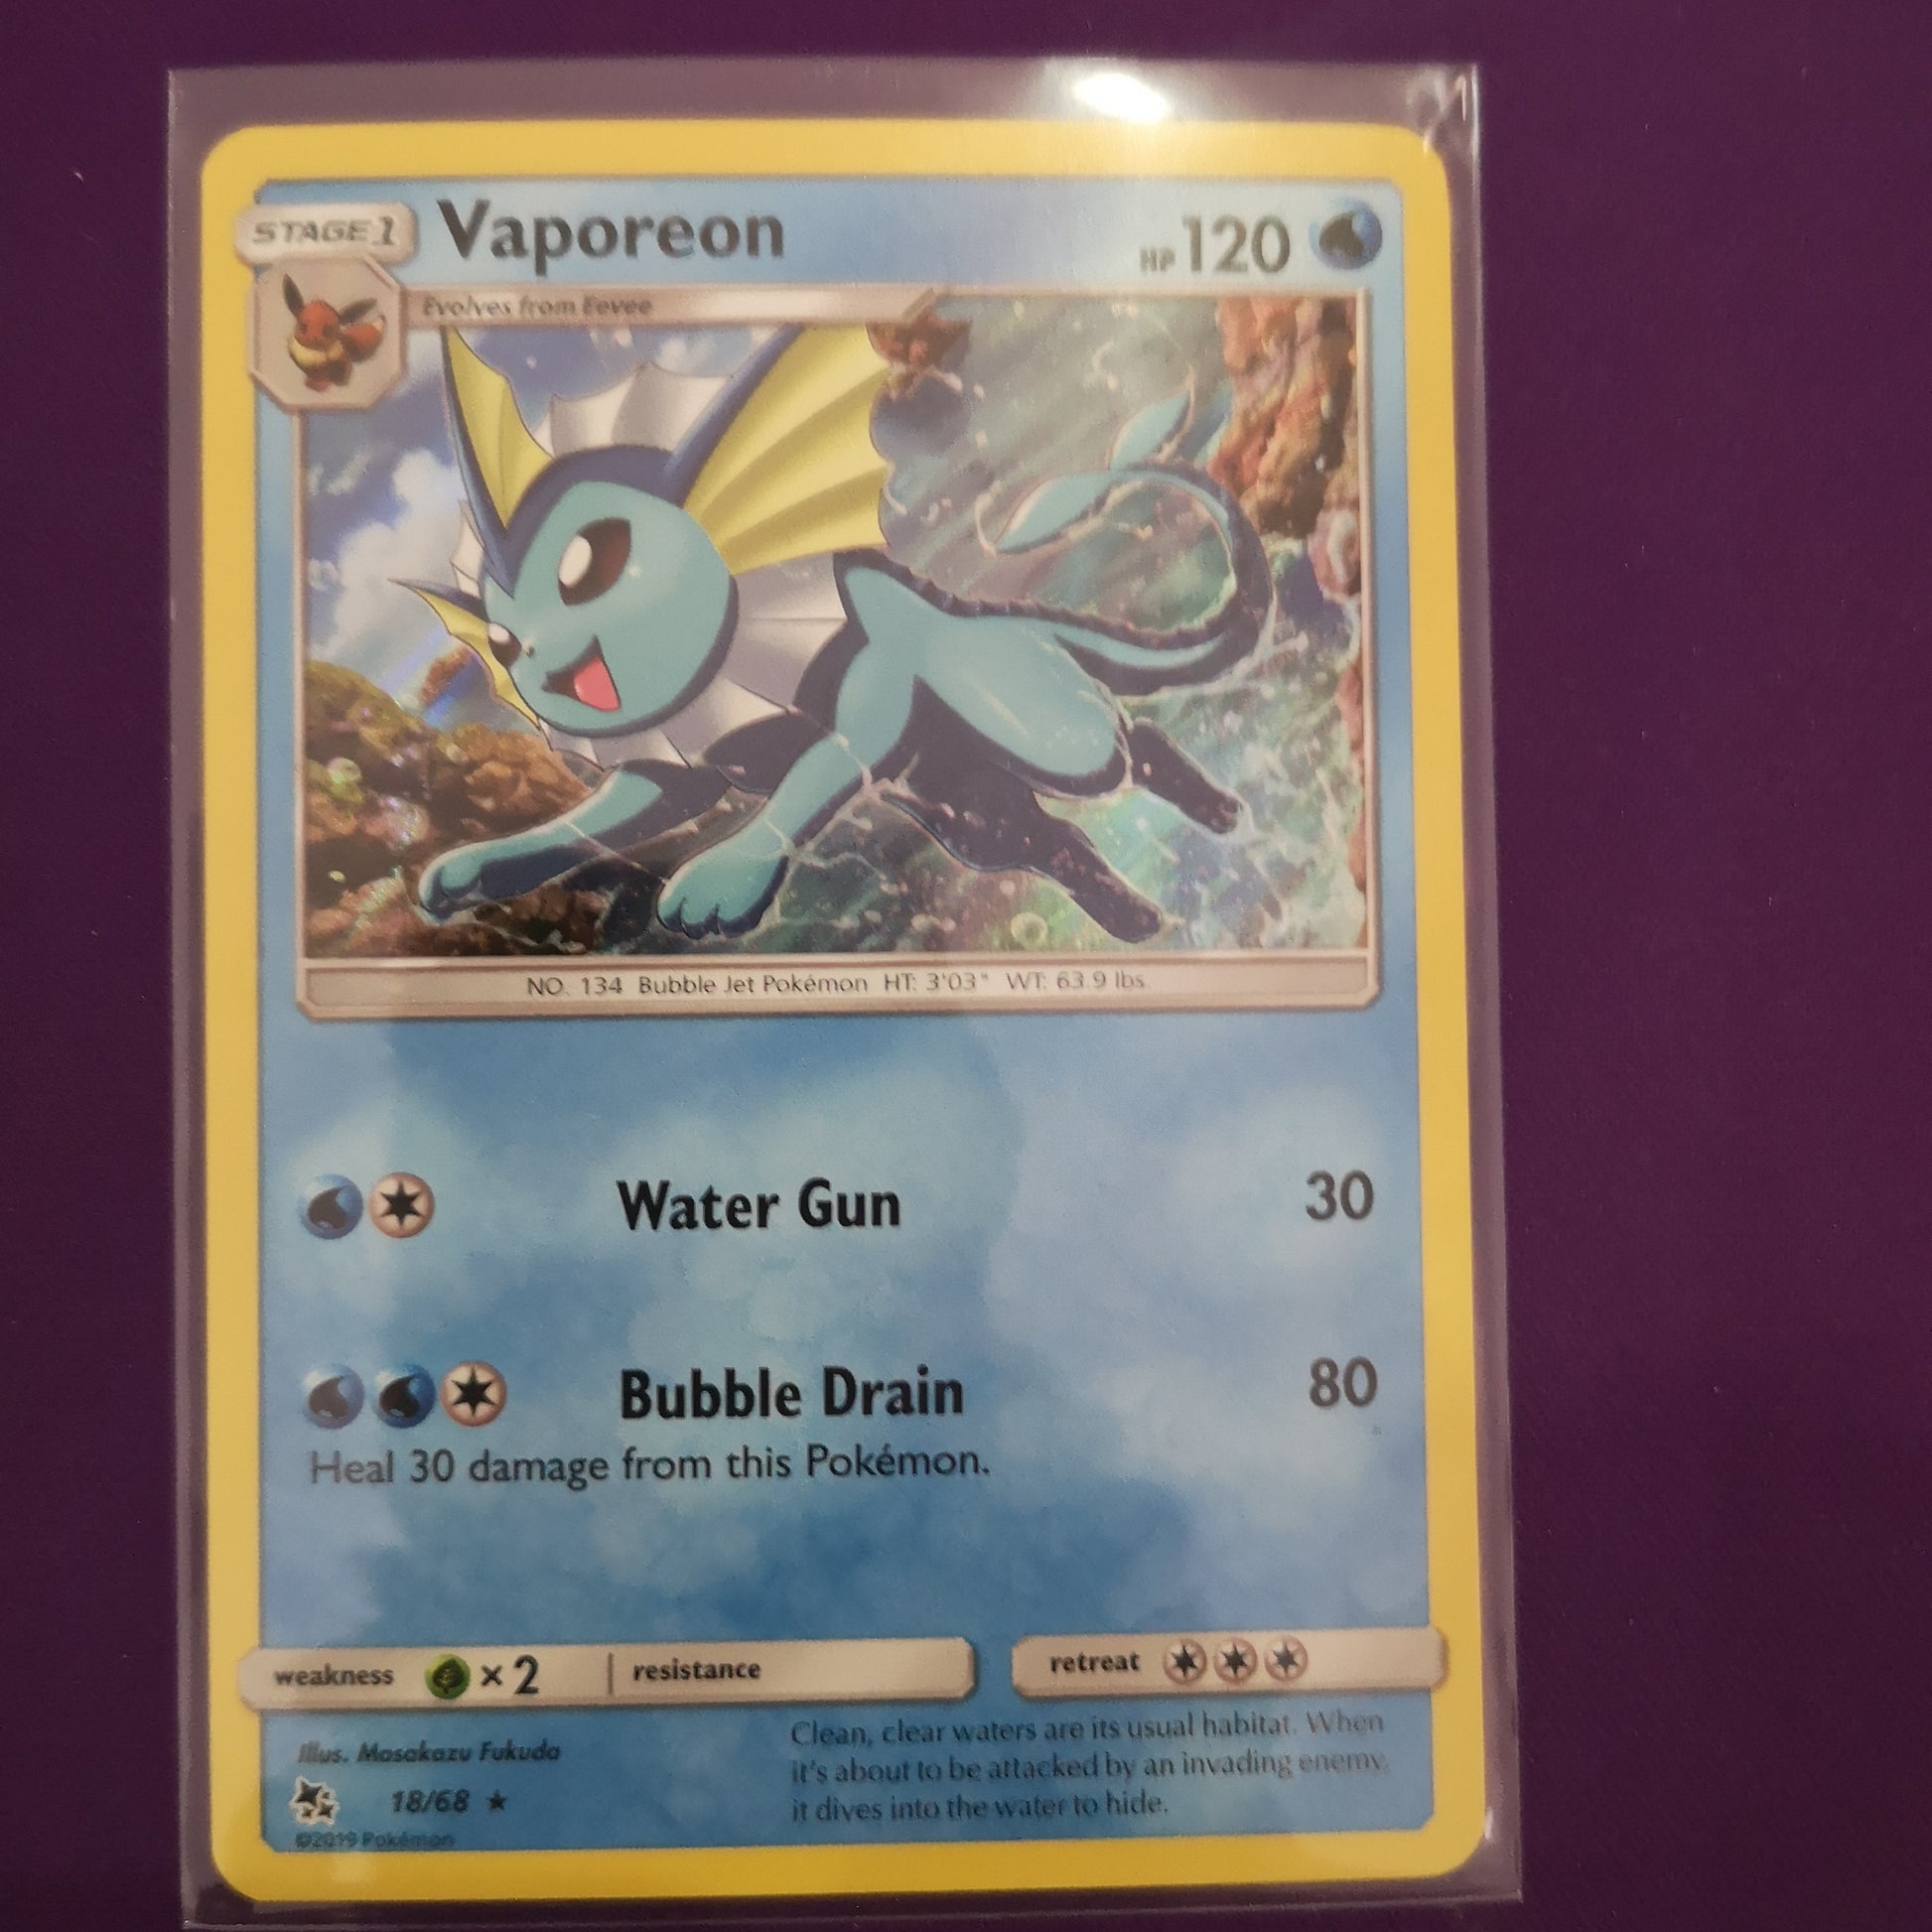 STAGE 1
Vaporeon
HP 120
Evolves from Eevee
NO. 134 Bubble Jet Pokémon HT: 3'03" WT: 63.9 lbs.
Water Gun 30
Bubble Drain 80
Heal 30 damage from this Pokémon.
weakness × 2 resistance retreat
Illus. Masakazu Fukuda
18/68
©2019 Pokémon
Clean, clear waters are its usual habitat. When
it's about to be attacked by an invading enemy,
it dives into the water to hide.